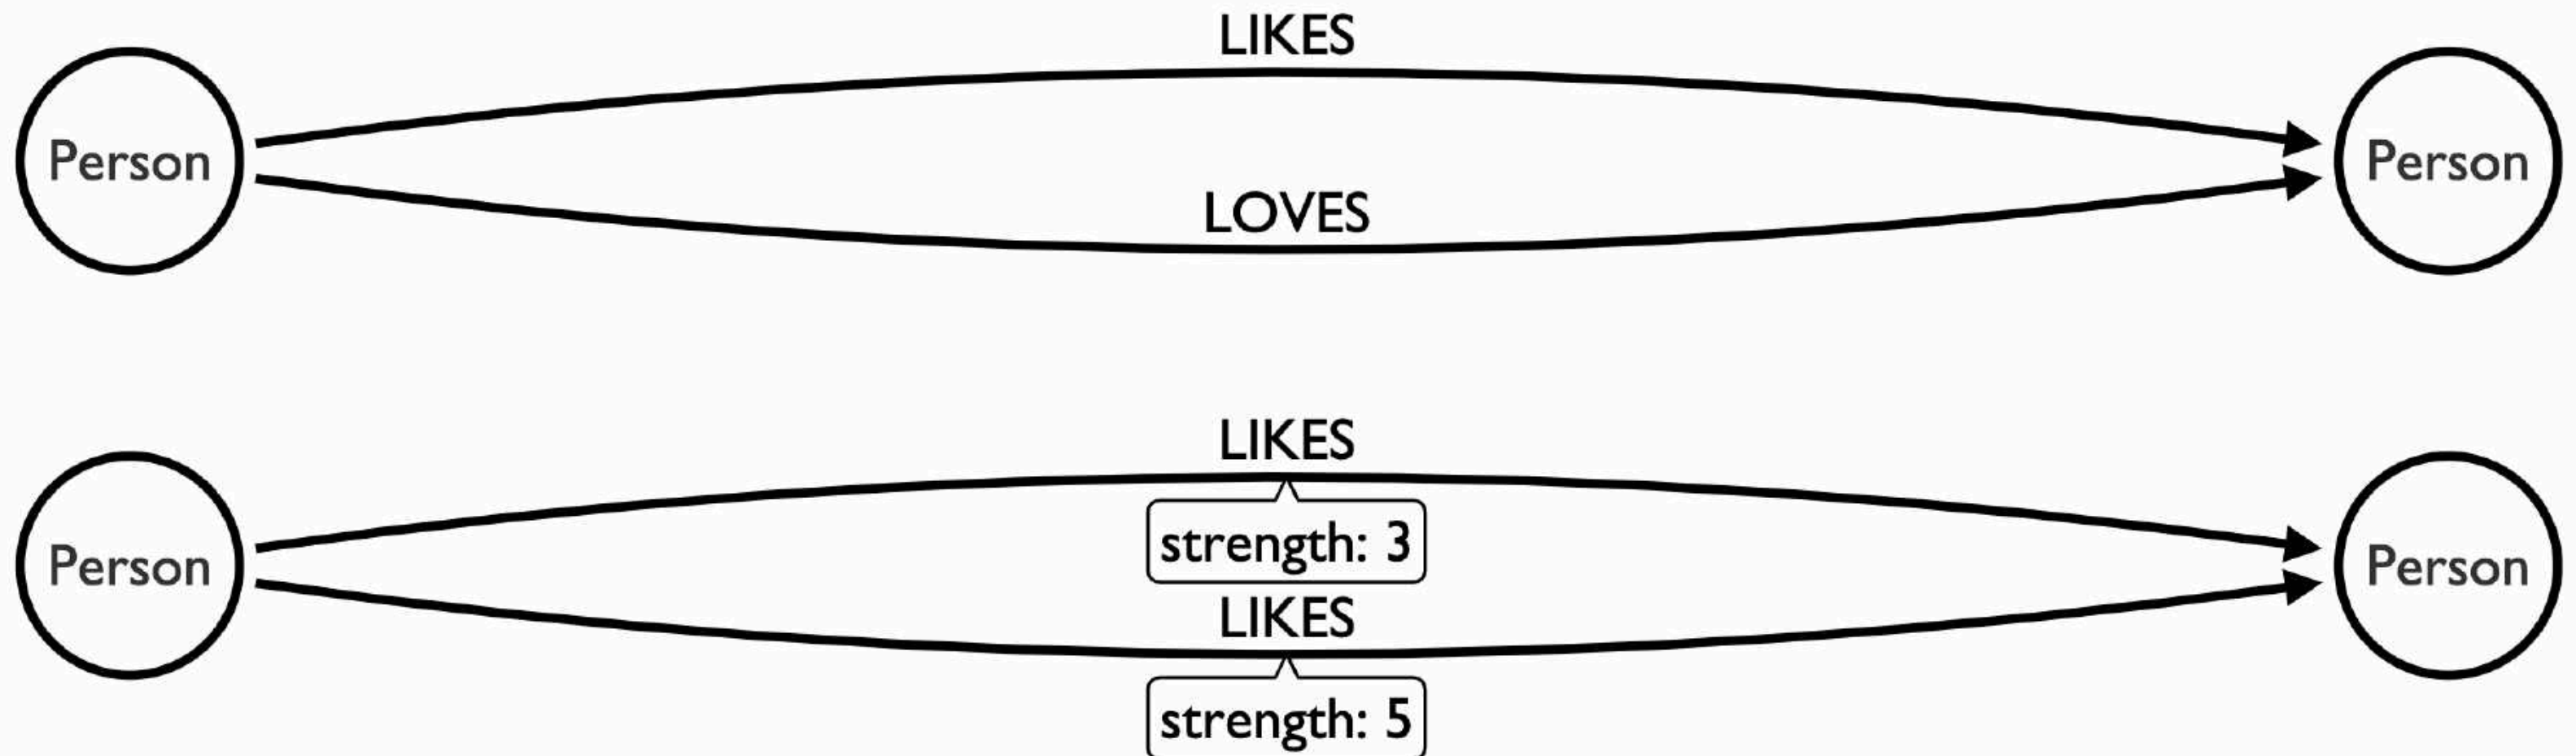 LIKES
Person
Person
LOVES
LIKES
strength: 3
Person
Person
LIKES
strength: 5